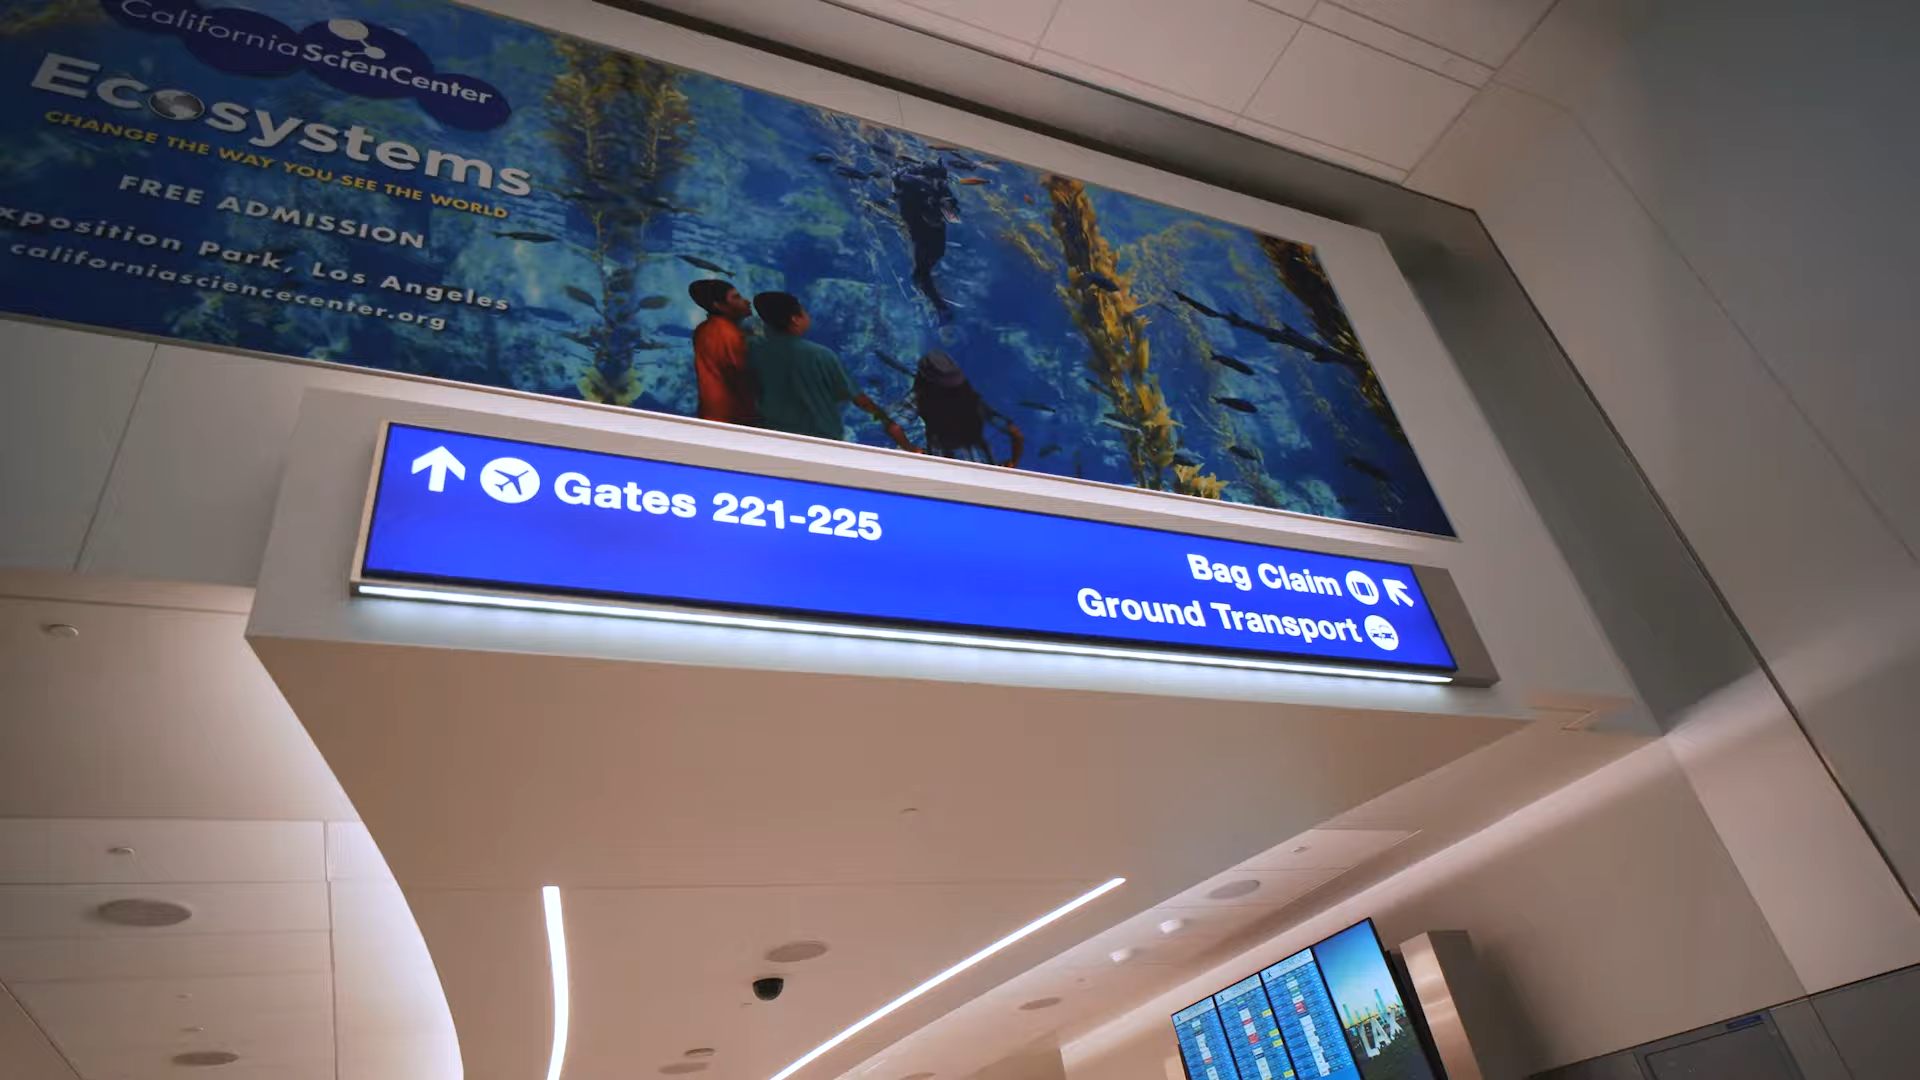 California ScienCenter
Ecosystems
CHANGE THE WAY YOU SEE THE WORLD
FREE ADMISSION
xposition Park, Los Angeles
californiasciencecenter.org
Gates 221-225
Bag Claim
Ground Transport
LAX